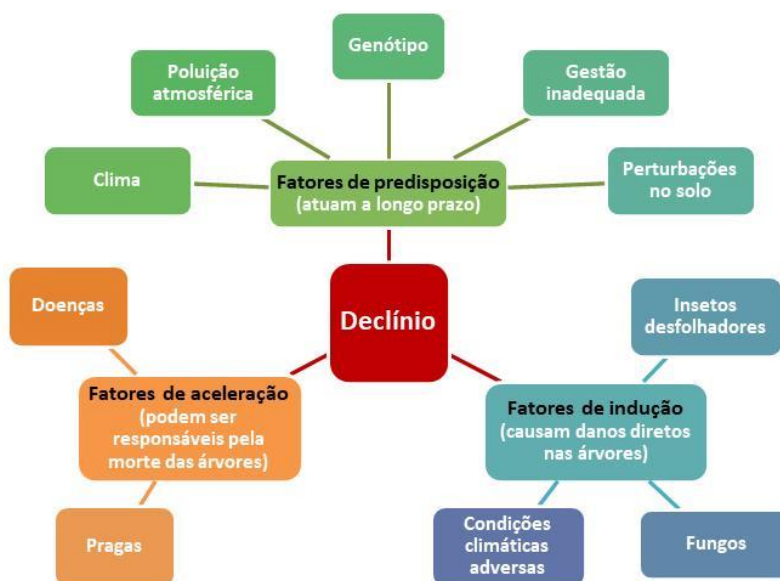 Genótipo
Poluição
atmosférica
Gestão
inadequada
Clima
Fatores de predisposição
(atuam a longo prazo)
Perturbações
no solo
Doenças
Declínio
Insetos
desfolhadores
Fatores de aceleração
(podem ser
responsáveis pela
morte das árvores)
Fatores de indução
(causam danos diretos
nas árvores)
Pragas
Condições
climáticas
adversas
Fungos